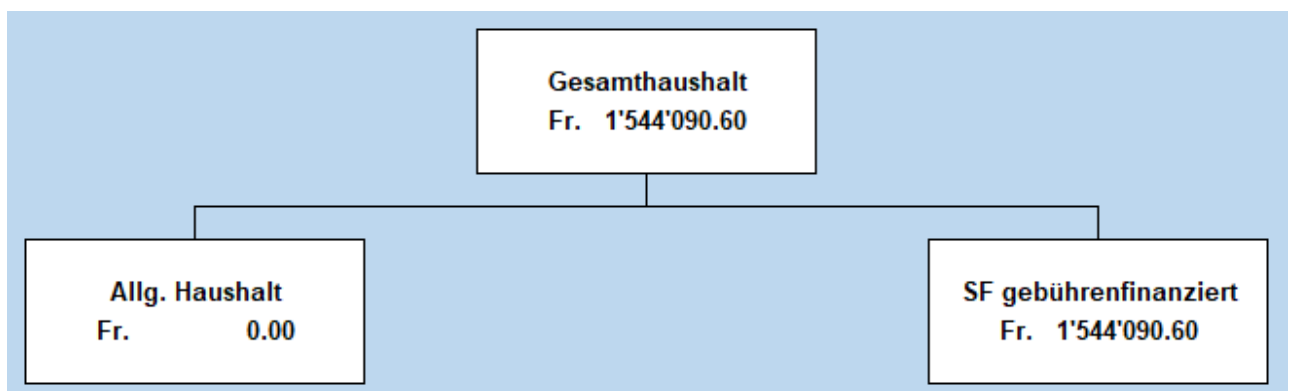 Gesamthaushalt
Fr. 1'544'090.60
Allg. Haushalt
Fr. 0.00
SF gebührenfinanziert
Fr. 1'544'090.60